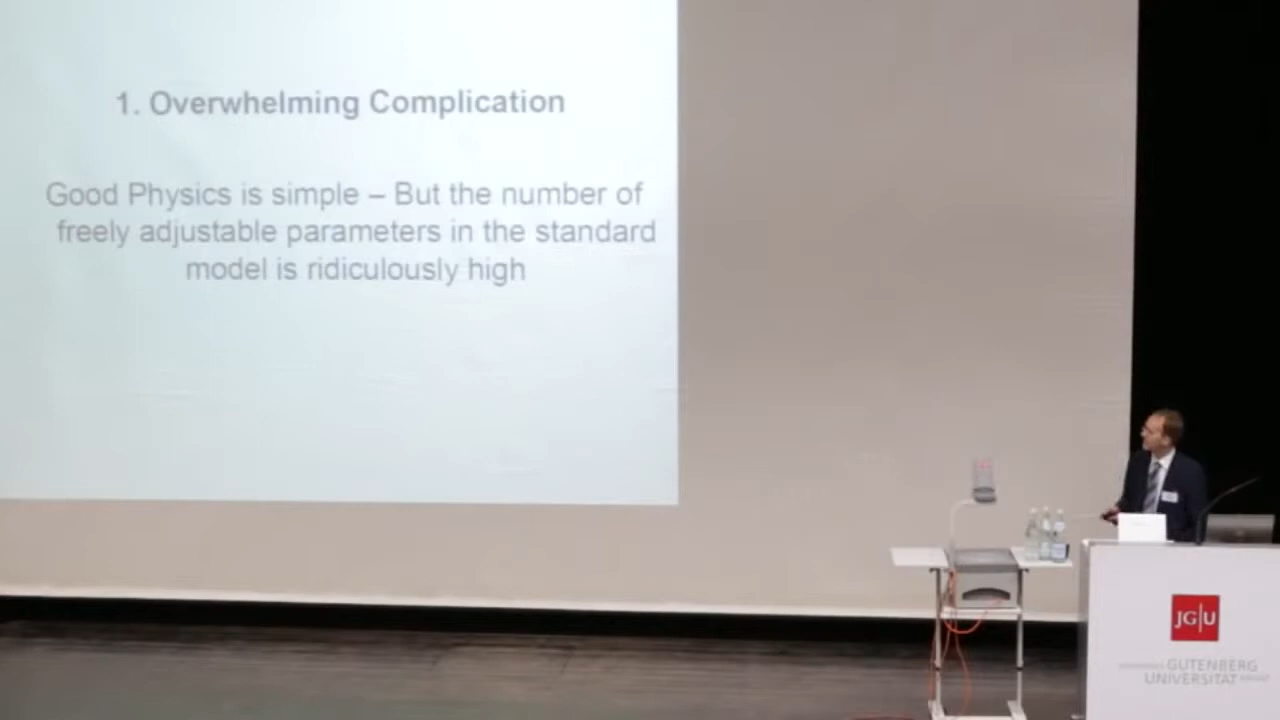 1. Overwhelming Complication
Good Physics is simple – But the number of
freely adjustable parameters in the standard
model is ridiculously high
JG|U
GUTENBERG
UNIVERSITÄT